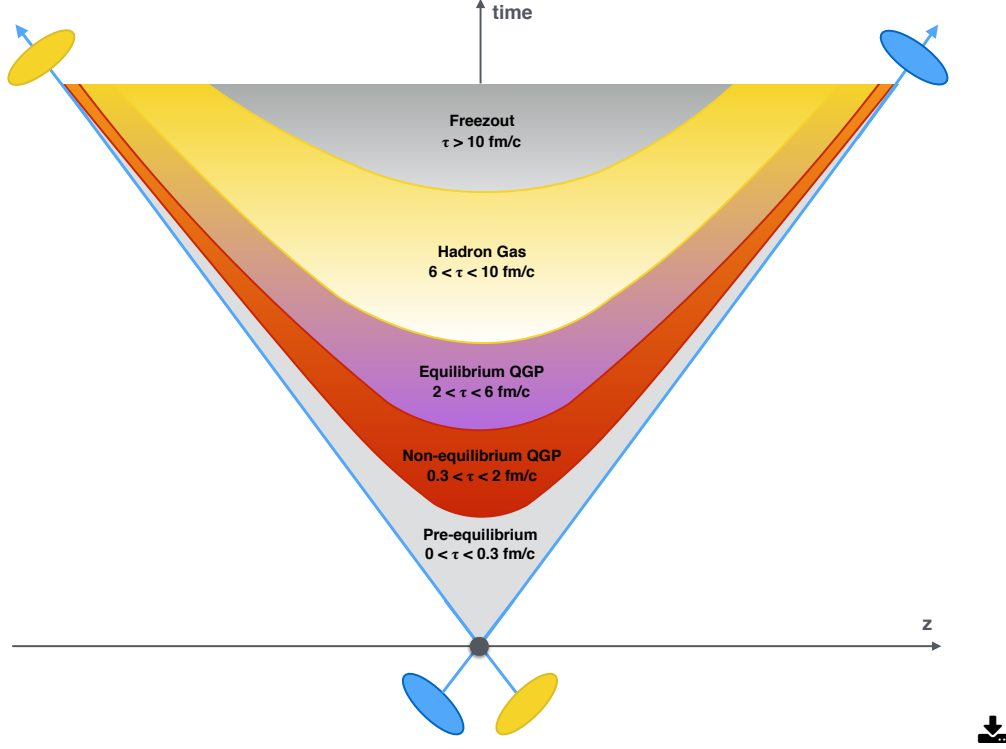 time
Freezout
τ > 10 fm/c
Hadron Gas
6 < τ < 10 fm/c
Equilibrium QGP
2 < τ < 6 fm/c
Non-equilibrium QGP
0.3 < τ < 2 fm/c
Pre-equilibrium
0 < τ < 0.3 fm/c
z